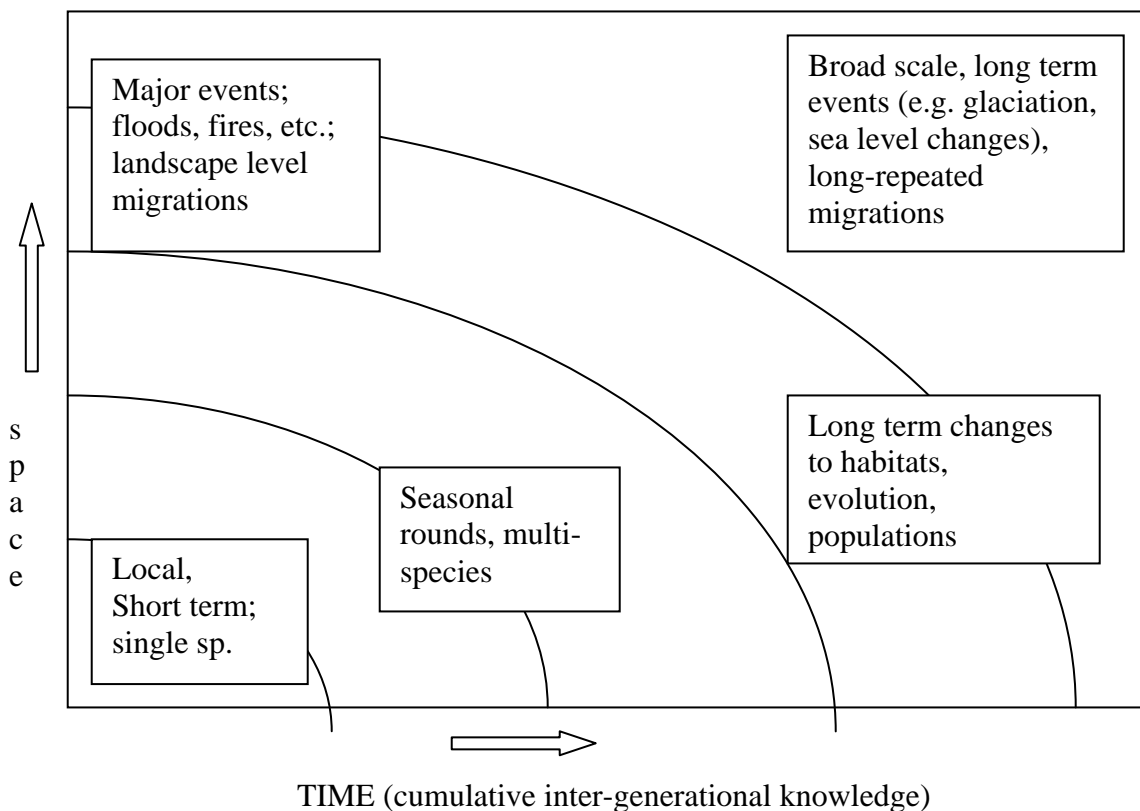 Major events;
floods, fires, etc.;
landscape level
migrations
Broad scale, long term
events (e.g. glaciation,
sea level changes),
long-repeated
migrations
s
p
a
c
e
Seasonal
rounds, multi-
species
Long term changes
to habitats,
evolution,
populations
Local,
Short term;
single sp.
TIME (cumulative inter-generational knowledge)